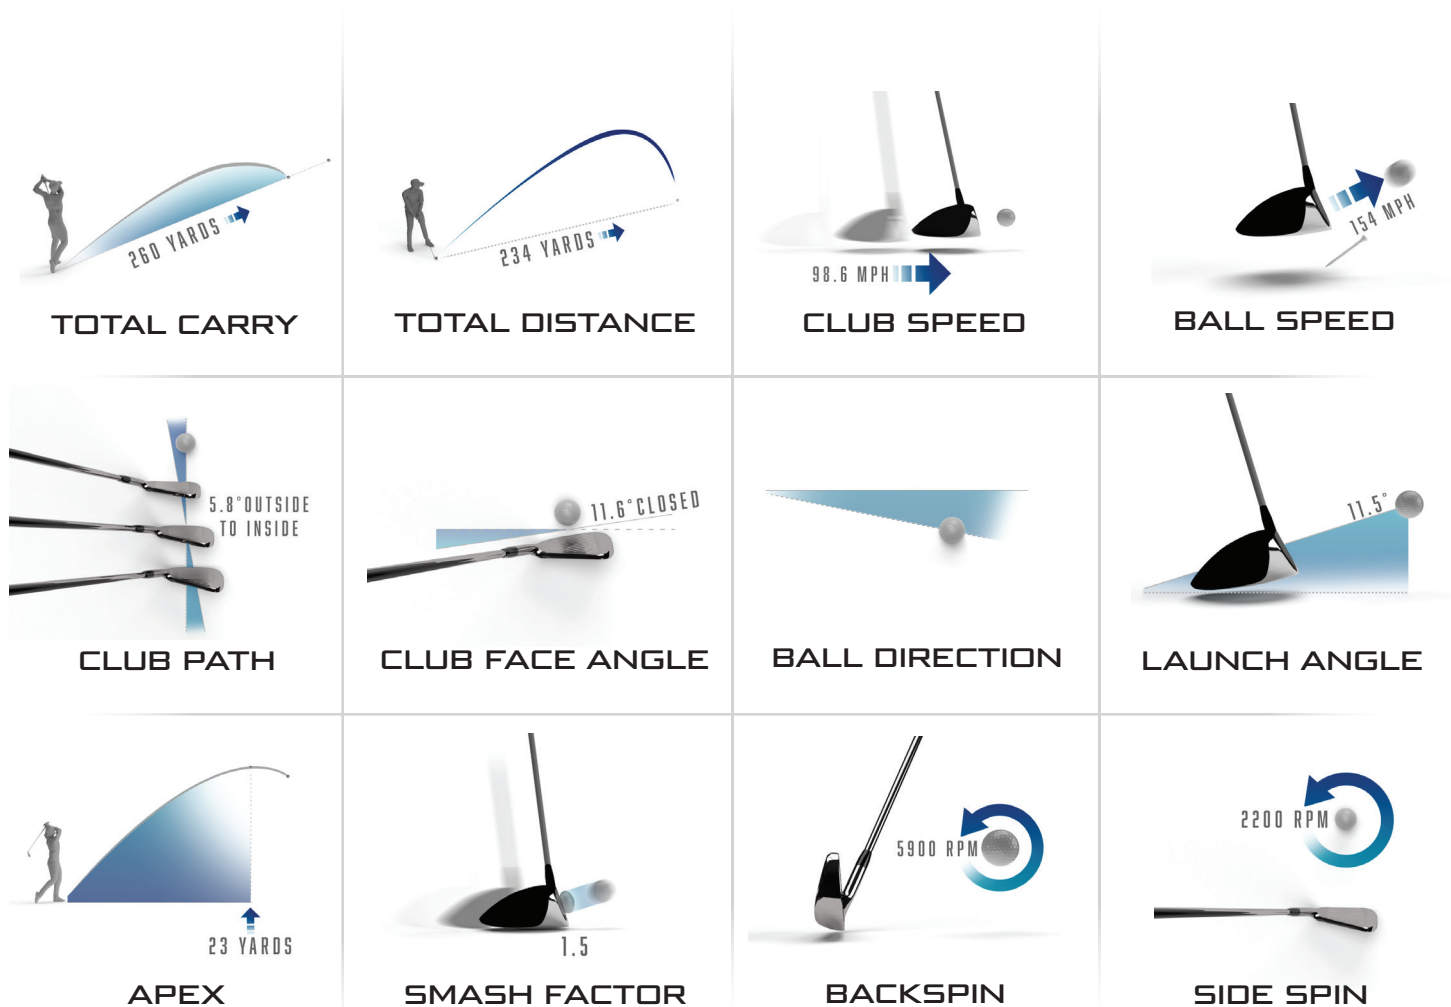 260 YARDS
TOTAL CARRY
234 YARDS
TOTAL DISTANCE
98.6 MPH
CLUB SPEED
154 MPH
BALL SPEED
5.8°OUTSIDE
TO INSIDE
CLUB PATH
11.6°CLOSED
CLUB FACE ANGLE
BALL DIRECTION
11.5°
LAUNCH ANGLE
23 YARDS
APEX
1.5
SMASH FACTOR
5900 RPM
BACKSPIN
2200 RPM
SIDE SPIN